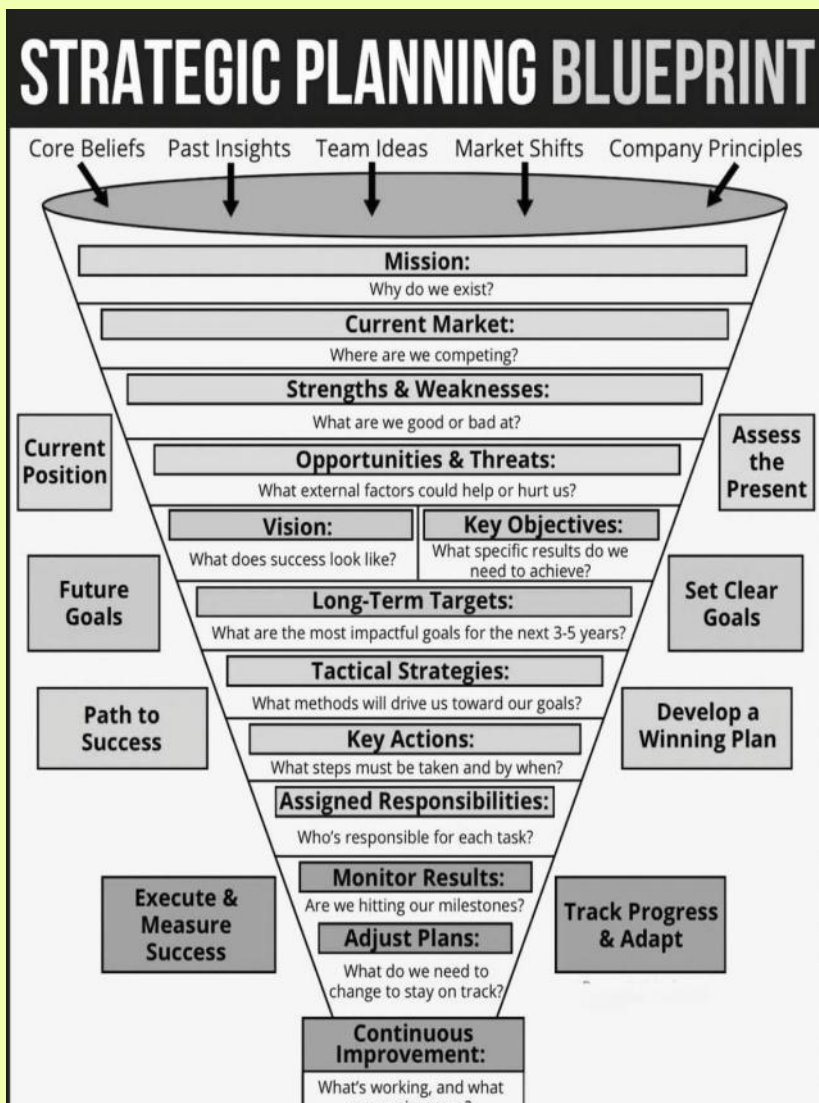 STRATEGIC PLANNING BLUEPRINT
Core Beliefs Past Insights Team Ideas Market Shifts Company Principles
Mission:
Why do we exist?
Current Market:
Where are we competing?
Strengths & Weaknesses:
What are we good or bad at?
Current
Position
Assess
the
Present
Opportunities & Threats:
What external factors could help or hurt us?
Vision:
What does success look like?
Key Objectives:
What specific results do we
need to achieve?
Future
Goals
Set Clear
Goals
Long-Term Targets:
What are the most impactful goals for the next 3-5 years?
Tactical Strategies:
What methods will drive us toward our goals?
Path to
Success
Develop a
Winning Plan
Key Actions:
What steps must be taken and by when?
Assigned Responsibilities:
Who's responsible for each task?
Monitor Results:
Are we hitting our milestones?
Execute &
Measure
Success
Track Progress
& Adapt
Adjust Plans:
What do we need to
change to stay on track?
Continuous
Improvement:
What's working, and what